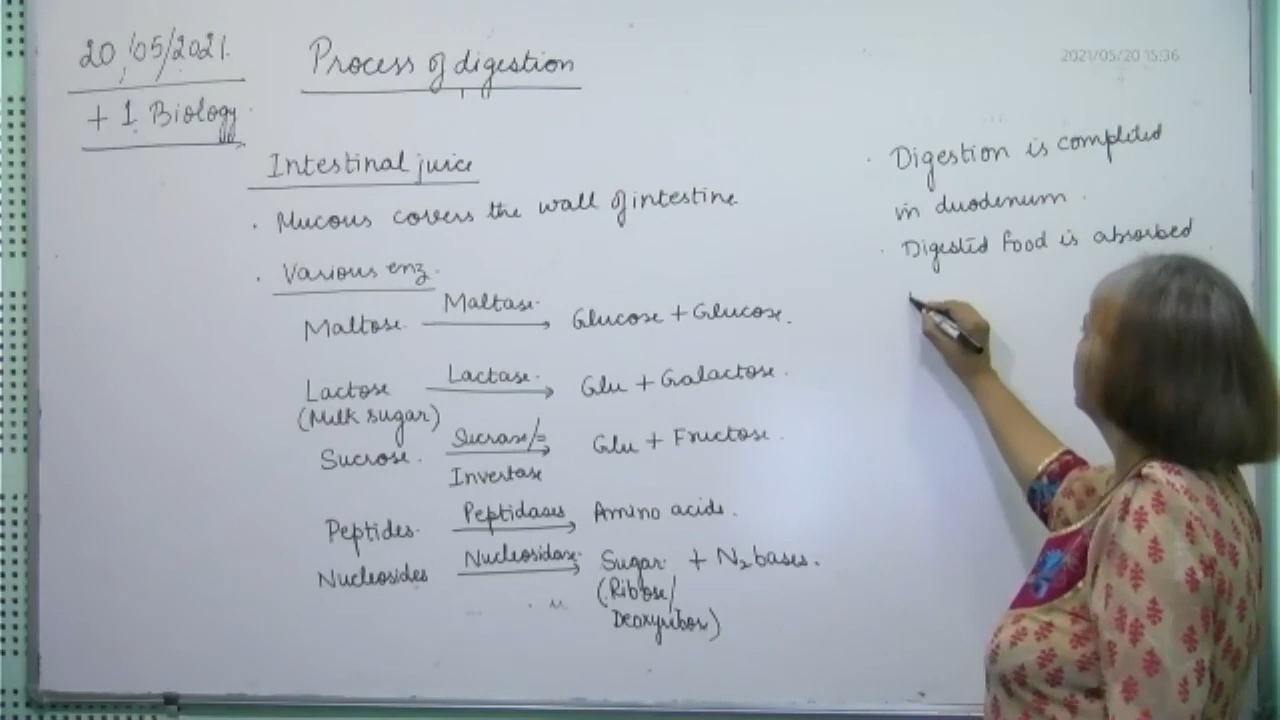 20/05/2021.
+ 1 Biology
Process of digestion
2021/05/20 15:36
Intestinal juice
· Mucous covers the wall of intestine
· Various enz.
Maltose Maltase Glucose + Glucose.
Lactose Lactase Glu + Galactose.
(Milk sugar)
Sucrose Sucrase/= Glu + Fructose.
Invertase
Peptides Peptidases Amino acids.
Nucleosides Nucleosidase Sugar + N₂ bases.
(Ribose/
Deoxyribose)
· Digestion is completed
in duodenum.
· Digested food is absorbed